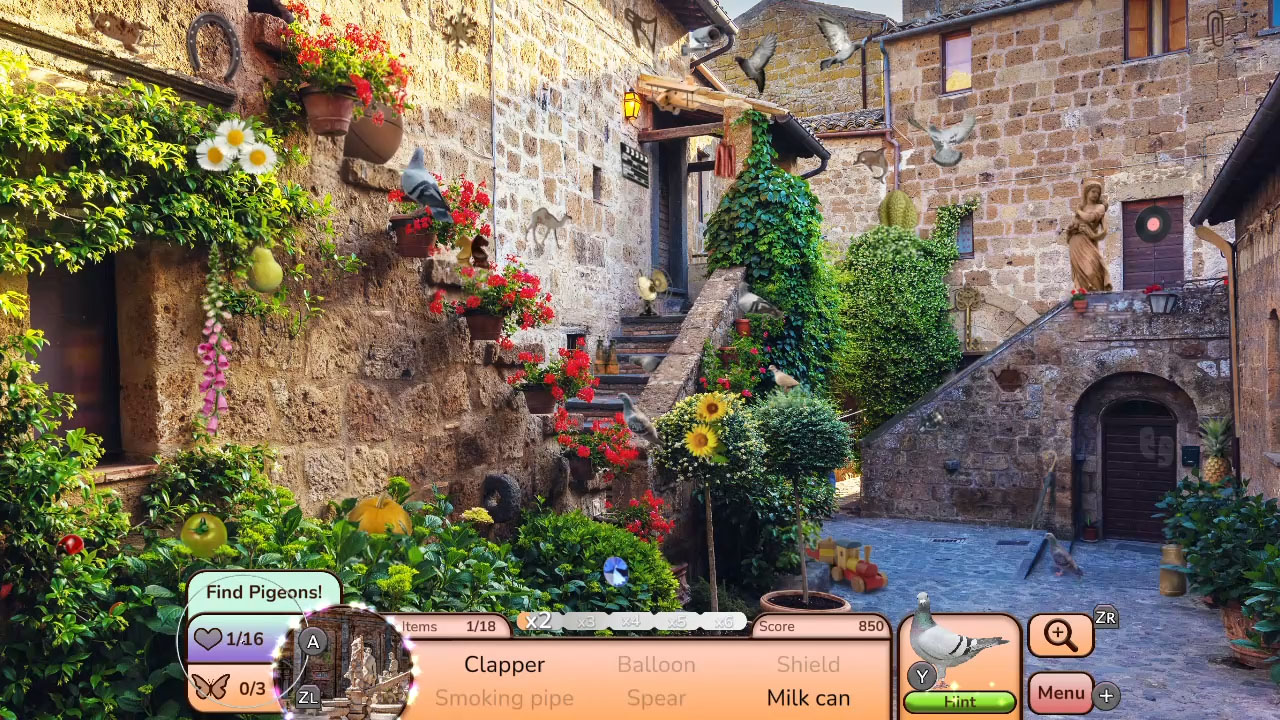 Find Pigeons!
1/16
0/3
A
ZL
Items 1/18
x2 x3 x4 x5 x6
Score 850
Clapper Balloon Shield
Smoking pipe Spear Milk can
Y
Hint
ZR
Menu +